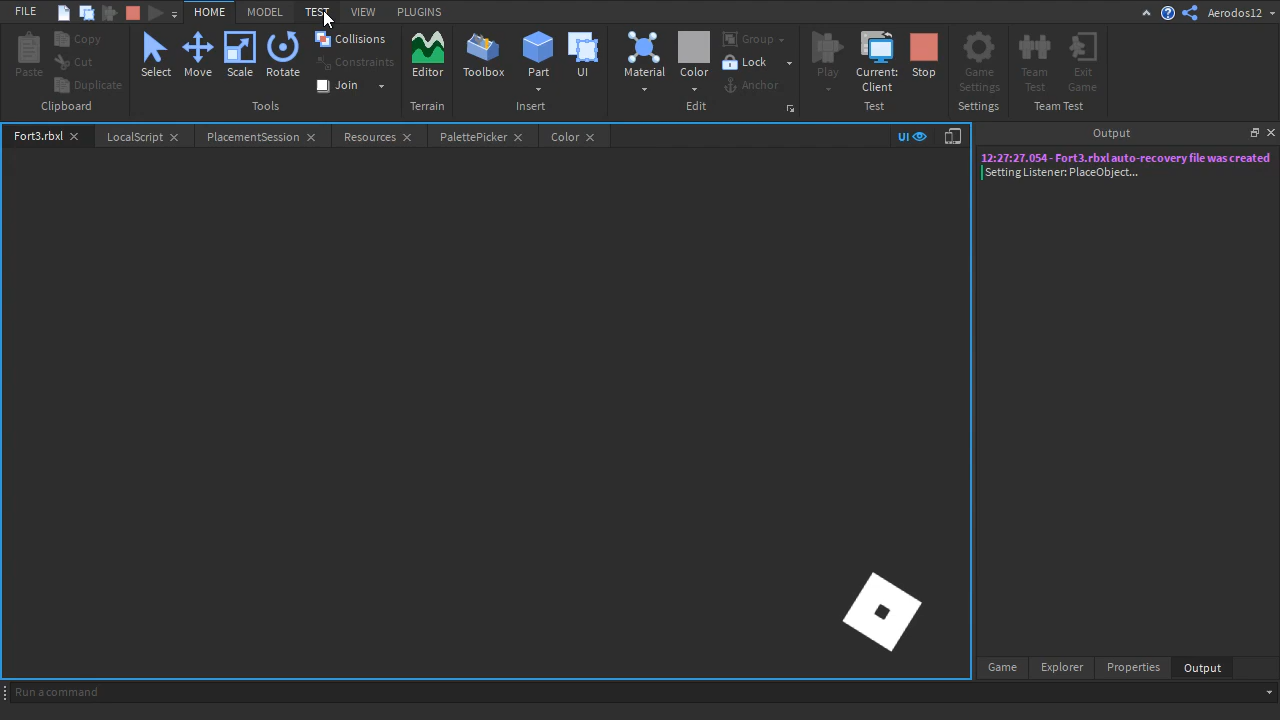 FILE HOME MODEL TEST VIEW PLUGINS Aerodos12
Paste Copy Cut Duplicate
Clipboard
Select Move Scale Rotate Collisions Constraints Join
Tools
Editor
Terrain
Toolbox Part UI
Insert
Material Color Group Lock Anchor
Edit
Play Current: Client Stop
Test
Game Settings
Settings
Team Test Exit Game
Team Test
Fort3.rbxl LocalScript PlacementSession Resources PalettePicker Color UI
Output
12:27:27.054 - Fort3.rbxl auto-recovery file was created
Setting Listener: PlaceObject...
Game Explorer Properties Output
Run a command